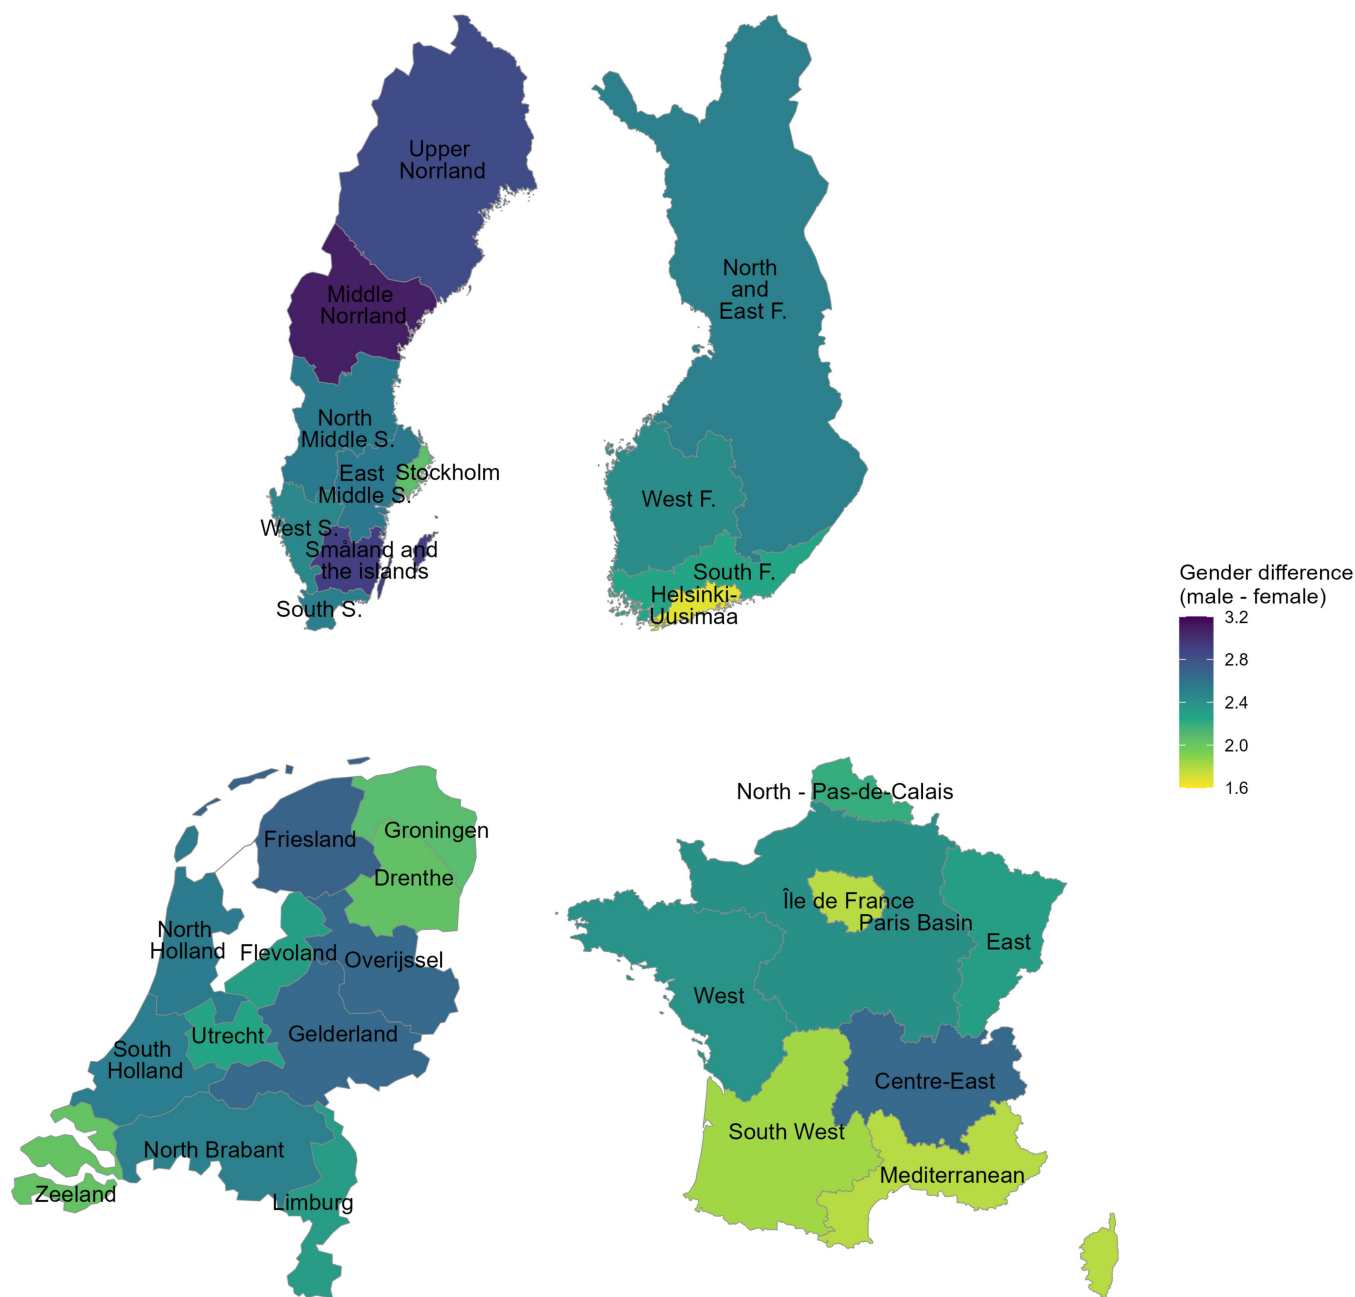 Upper
Norrland
Middle
Norrland
North
Middle S.
East
Middle S.
Stockholm
West S.
Småland and
the islands
South S.
North
and
East F.
West F.
South F.
Helsinki-
Uusimaa
Gender difference
(male - female)
3.2
2.8
2.4
2.0
1.6
Friesland
Groningen
Drenthe
North
Holland
Flevoland
Overijssel
Utrecht
Gelderland
South
Holland
North Brabant
Zeeland
Limburg
North - Pas-de-Calais
Île de France
Paris Basin
East
West
Centre-East
South West
Mediterranean